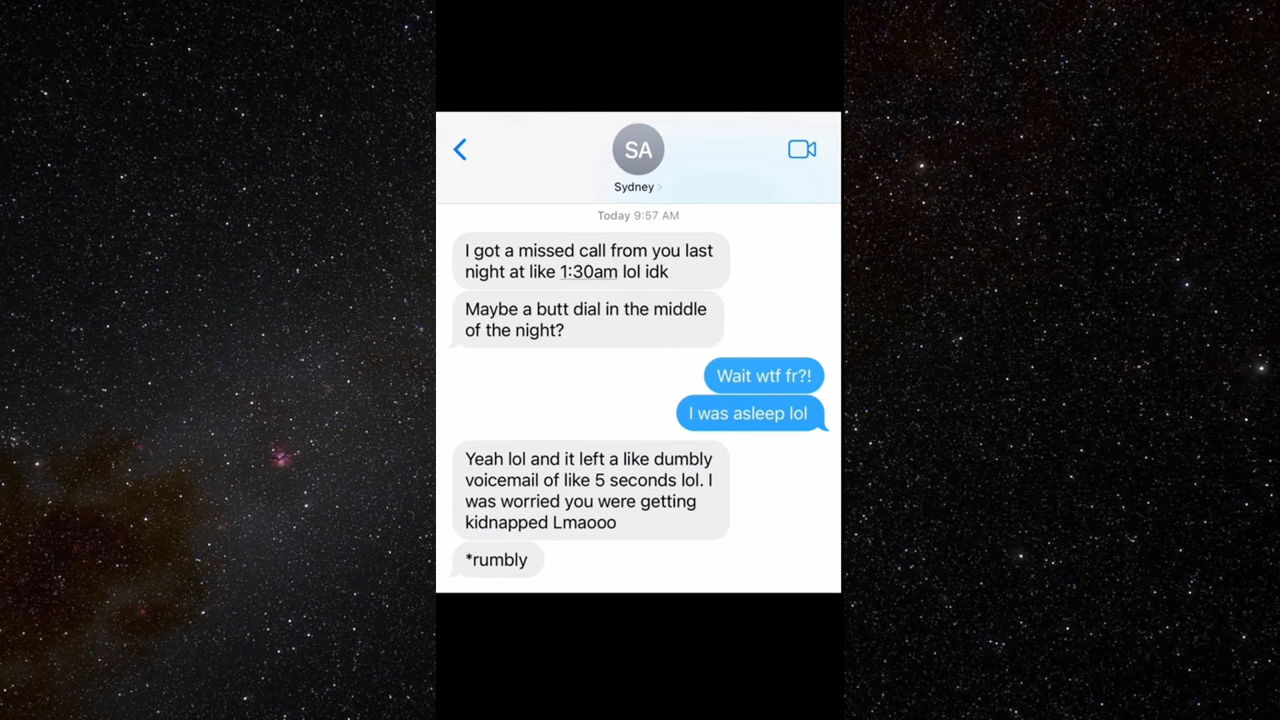 SA
Sydney
Today 9:57 AM
I got a missed call from you last
night at like 1:30am lol idk
Maybe a butt dial in the middle
of the night?
Wait wtf fr?!
I was asleep lol
Yeah lol and it left a like dumbly
voicemail of like 5 seconds lol. I
was worried you were getting
kidnapped Lmaooo
*rumbly